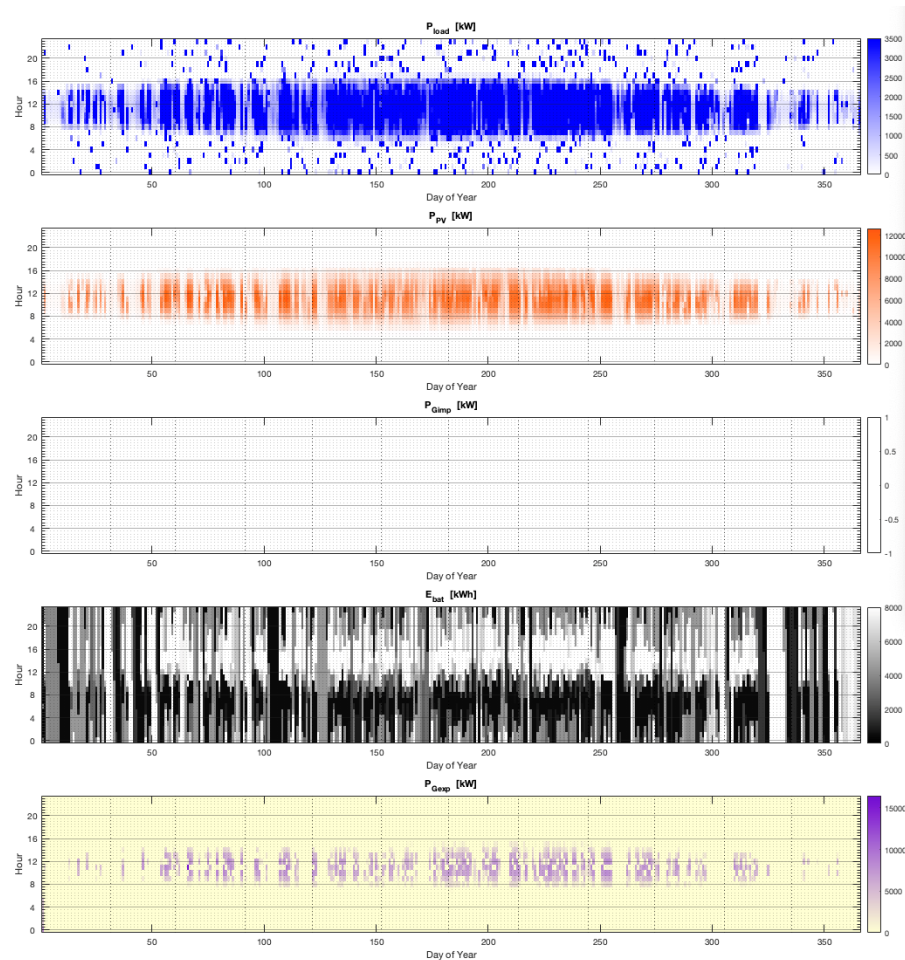 P_load [kW]
Hour
20
16
12
8
4
0
3500
3000
2500
2000
1500
1000
500
0
50 100 150 200 250 300 350
Day of Year
P_PV [kW]
Hour
20
16
12
8
4
0
12000
10000
8000
6000
4000
2000
0
50 100 150 200 250 300 350
Day of Year
P_Gimp [kW]
Hour
20
16
12
8
4
0
1
0.5
0
-0.5
-1
50 100 150 200 250 300 350
Day of Year
E_bat [kWh]
Hour
20
16
12
8
4
0
8000
6000
4000
2000
0
50 100 150 200 250 300 350
Day of Year
P_Gexp [kW]
Hour
20
16
12
8
4
0
15000
10000
5000
0
50 100 150 200 250 300 350
Day of Year